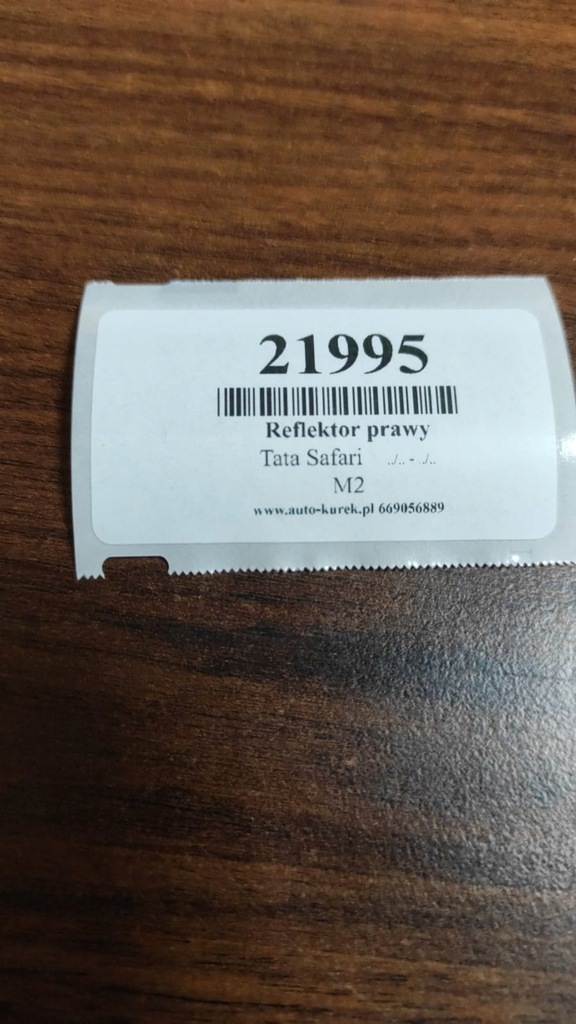 21995
Reflektor prawy
Tata Safari ../.. - ../..
M2
www.auto-kurek.pl 669056889